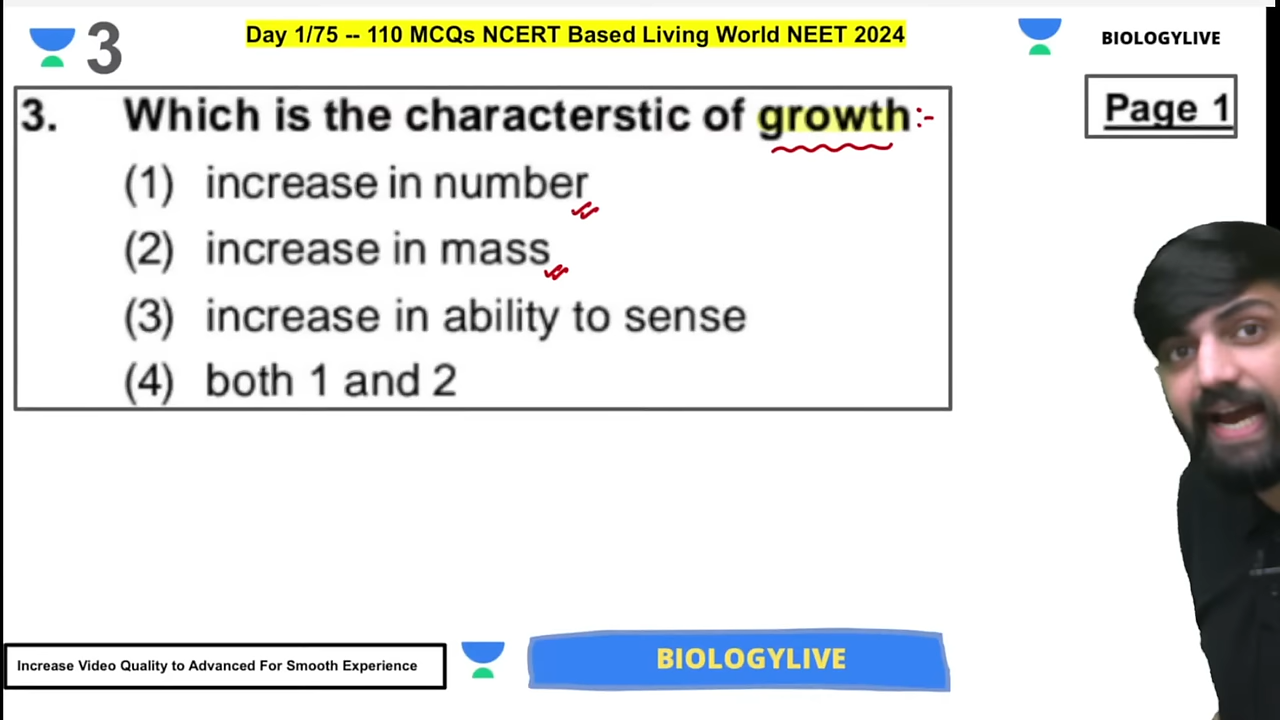 3
Day 1/75 -- 110 MCQs NCERT Based Living World NEET 2024
BIOLOGYLIVE
Page 1
3. Which is the characterstic of growth :-
(1) increase in number
(2) increase in mass
(3) increase in ability to sense
(4) both 1 and 2
Increase Video Quality to Advanced For Smooth Experience
BIOLOGYLIVE